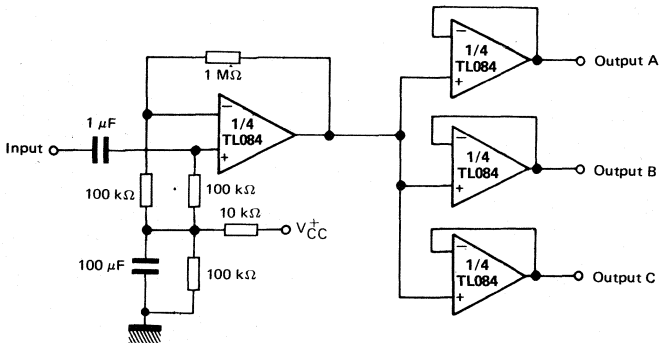 1 MΩ
1 μF
Input
−
+
1/4
TL084
100 kΩ
100 kΩ
10 kΩ
V+CC
100 μF
100 kΩ
−
+
1/4
TL084
Output A
−
+
1/4
TL084
Output B
−
+
1/4
TL084
Output C